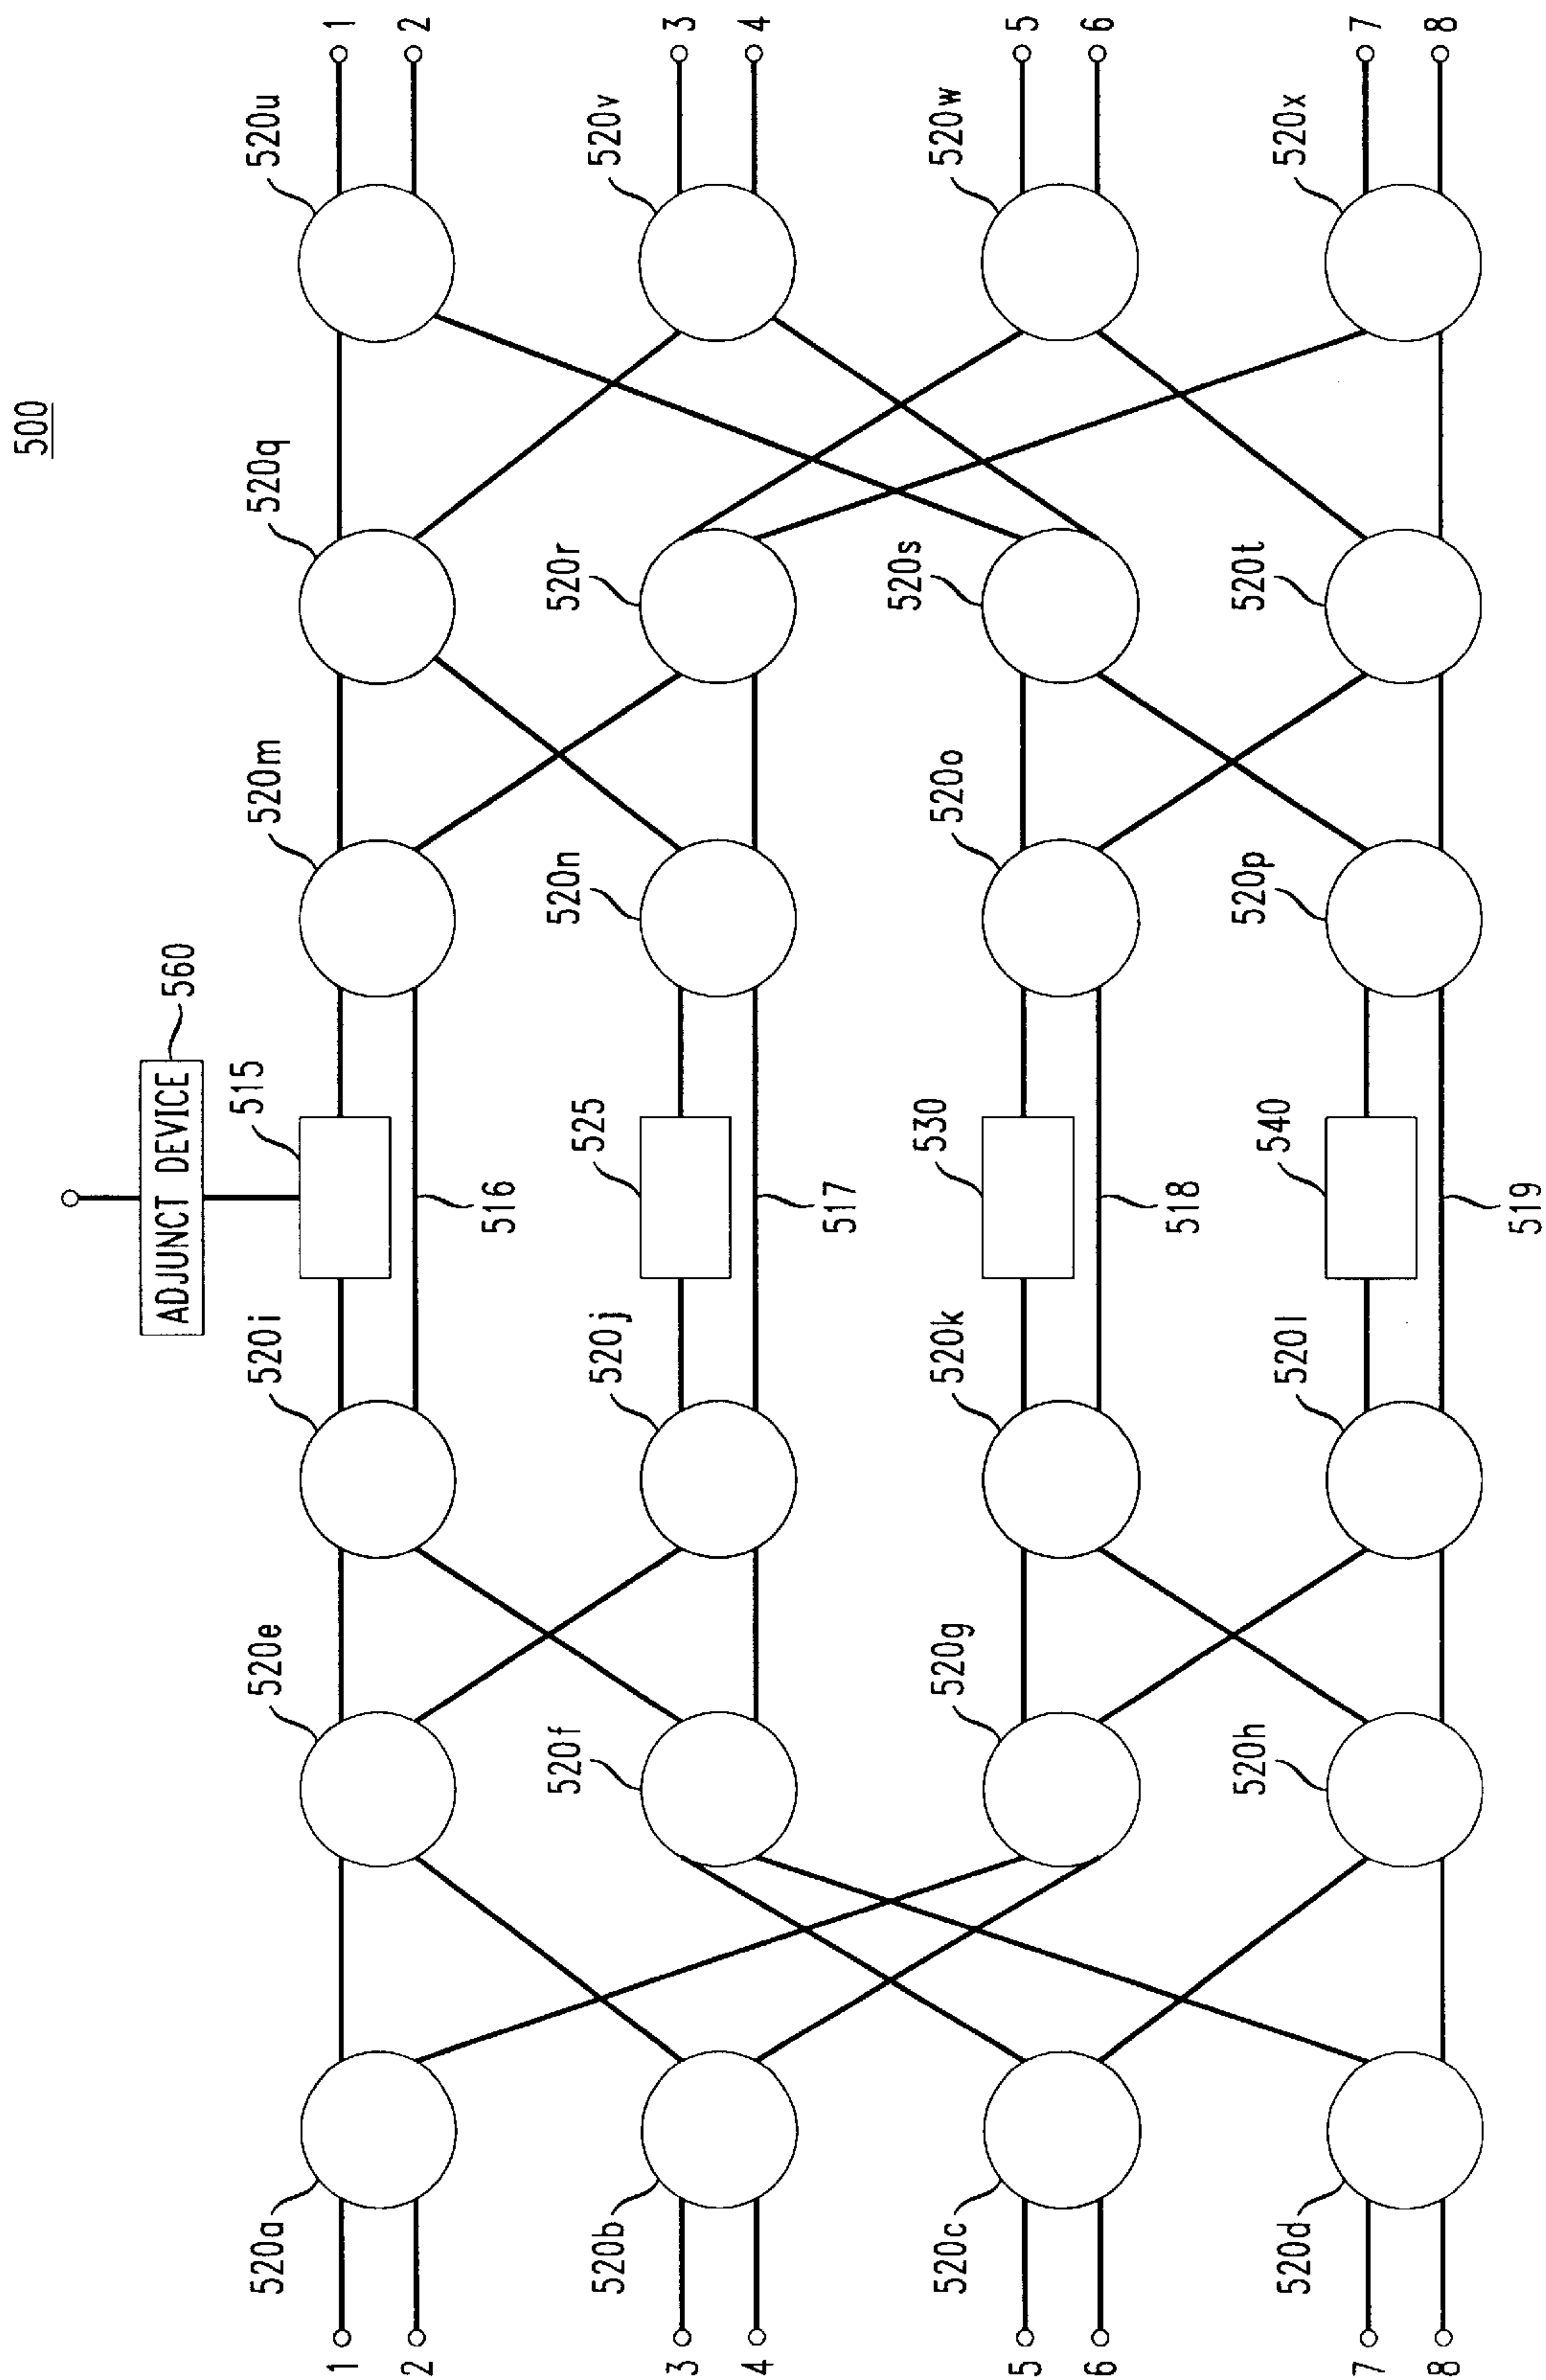 500
ADJUNCT DEVICE
560
515
516
525
517
530
518
540
519
1
2
3
4
5
6
7
8
520a
520b
520c
520d
520e
520f
520g
520h
520i
520j
520k
520l
520m
520n
520o
520p
520q
520r
520s
520t
520u
520v
520w
520x
1
2
3
4
5
6
7
8